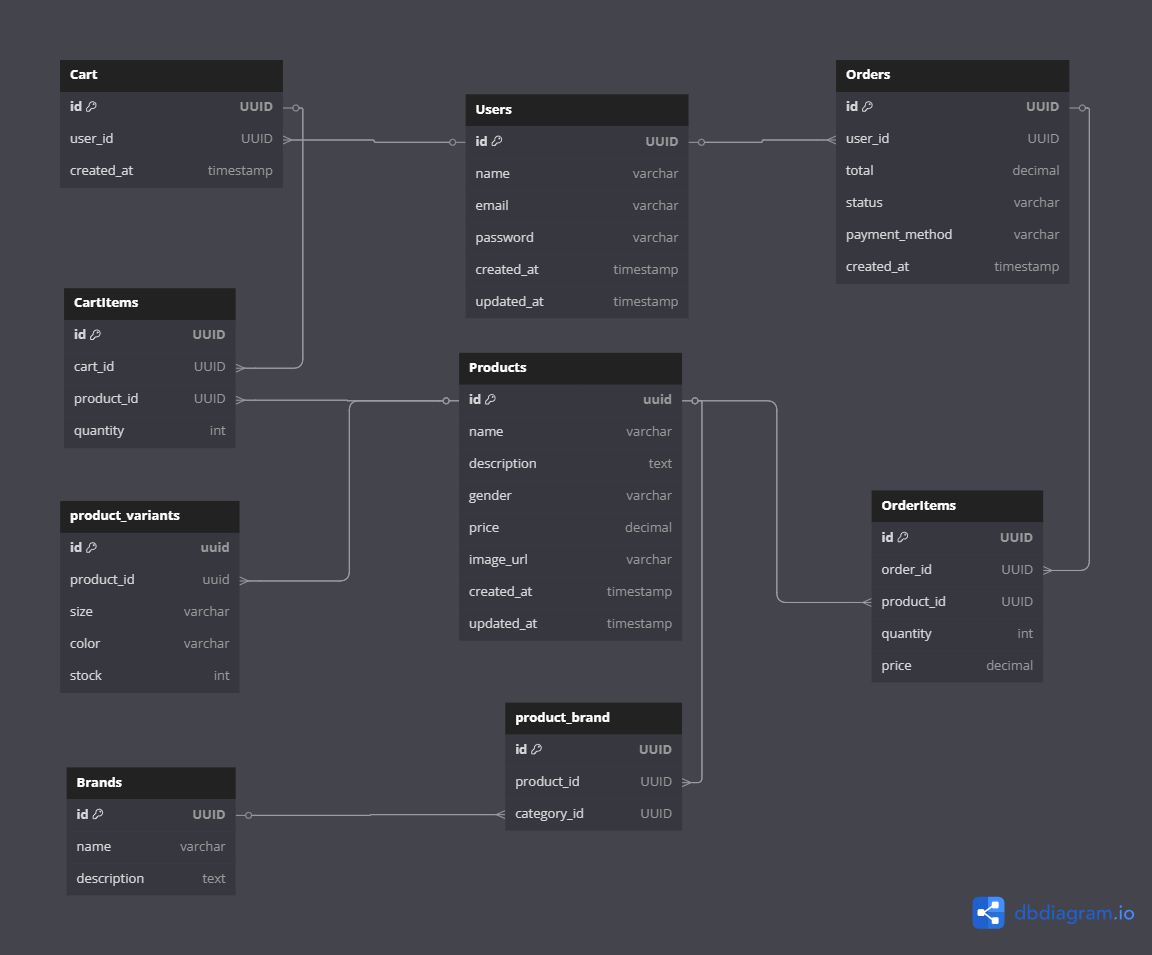 Cart
id UUID
user_id UUID
created_at timestamp
Users
id UUID
name varchar
email varchar
password varchar
created_at timestamp
updated_at timestamp
Orders
id UUID
user_id UUID
total decimal
status varchar
payment_method varchar
created_at timestamp
CartItems
id UUID
cart_id UUID
product_id UUID
quantity int
Products
id uuid
name varchar
description text
gender varchar
price decimal
image_url varchar
created_at timestamp
updated_at timestamp
product_variants
id uuid
product_id uuid
size varchar
color varchar
stock int
OrderItems
id UUID
order_id UUID
product_id UUID
quantity int
price decimal
product_brand
id UUID
product_id UUID
category_id UUID
Brands
id UUID
name varchar
description text
dbdiagram.io